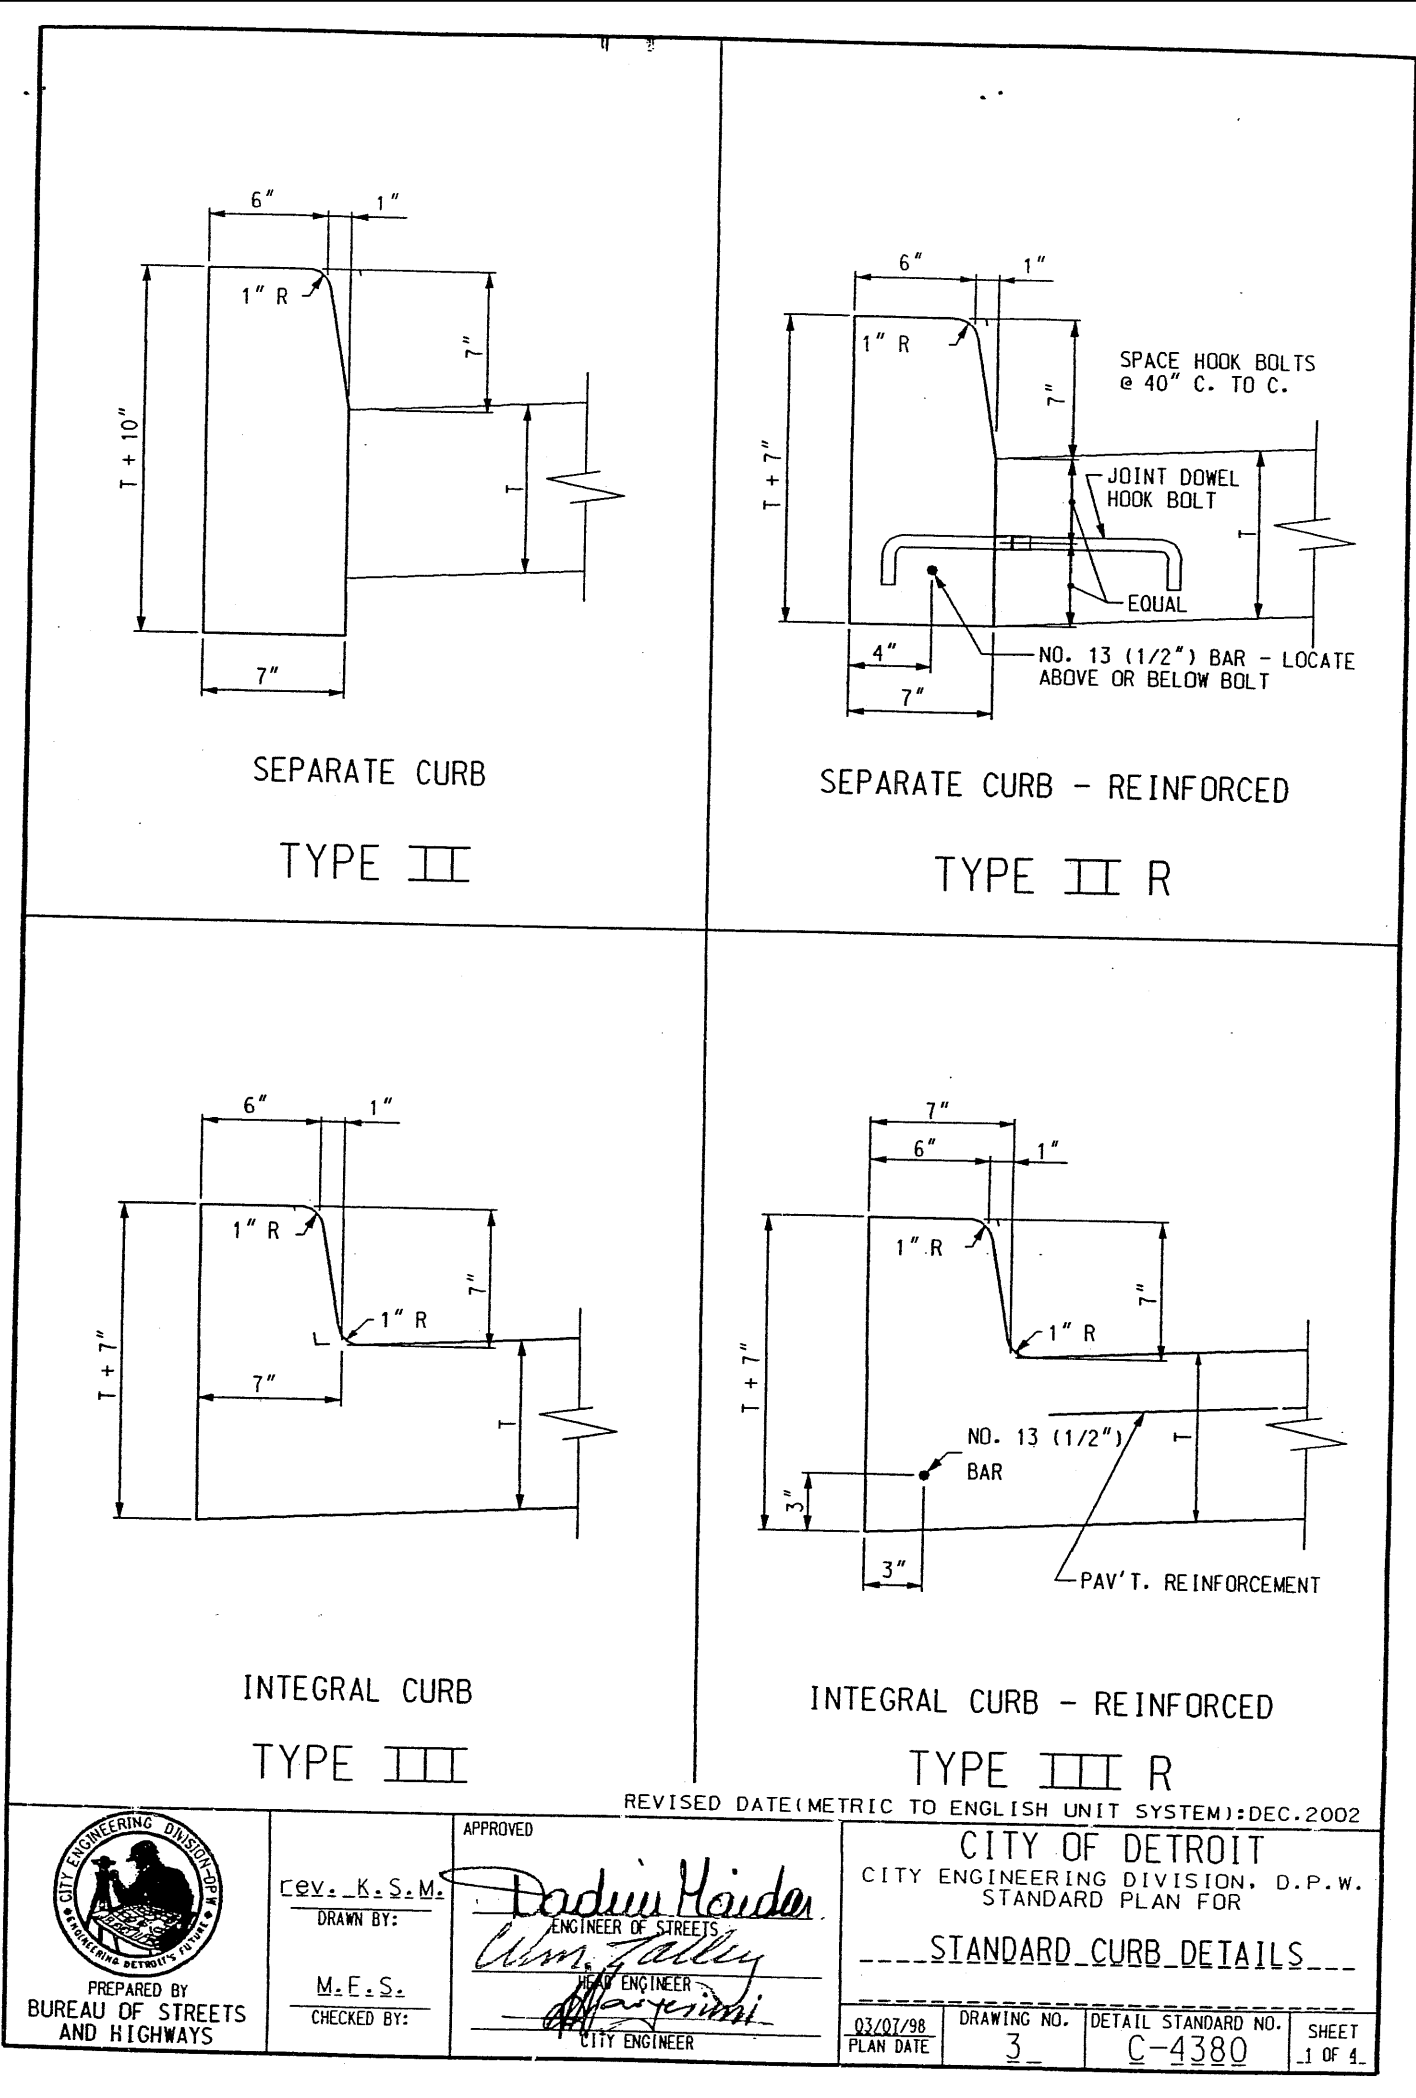 6" 1"
1" R
7"
T + 10"
T
7"
SEPARATE CURB
TYPE II
6" 1"
1" R
7"
SPACE HOOK BOLTS
@ 40" C. TO C.
T + 7"
JOINT DOWEL
HOOK BOLT
T
EQUAL
4"
NO. 13 (1/2") BAR - LOCATE
ABOVE OR BELOW BOLT
7"
SEPARATE CURB - REINFORCED
TYPE II R
6" 1"
1" R
7"
1" R
T + 7"
7"
T
INTEGRAL CURB
TYPE III
7"
6" 1"
1" R
7"
1" R
T + 7"
NO. 13 (1/2")
BAR
T
3"
3"
PAV'T. REINFORCEMENT
INTEGRAL CURB - REINFORCED
TYPE III R
REVISED DATE(METRIC TO ENGLISH UNIT SYSTEM):DEC.2002
CITY ENGINEERING DIVISION-DPW
ENGINEERING DETROIT'S FUTURE
PREPARED BY
BUREAU OF STREETS
AND HIGHWAYS
rev. K.S.M.
DRAWN BY:
M.F.S.
CHECKED BY:
APPROVED
ENGINEER OF STREETS
HEAD ENGINEER
CITY ENGINEER
CITY OF DETROIT
CITY ENGINEERING DIVISION, D.P.W.
STANDARD PLAN FOR
STANDARD CURB DETAILS
03/07/98
PLAN DATE
DRAWING NO.
3
DETAIL STANDARD NO.
C-4380
SHEET
1 OF 4